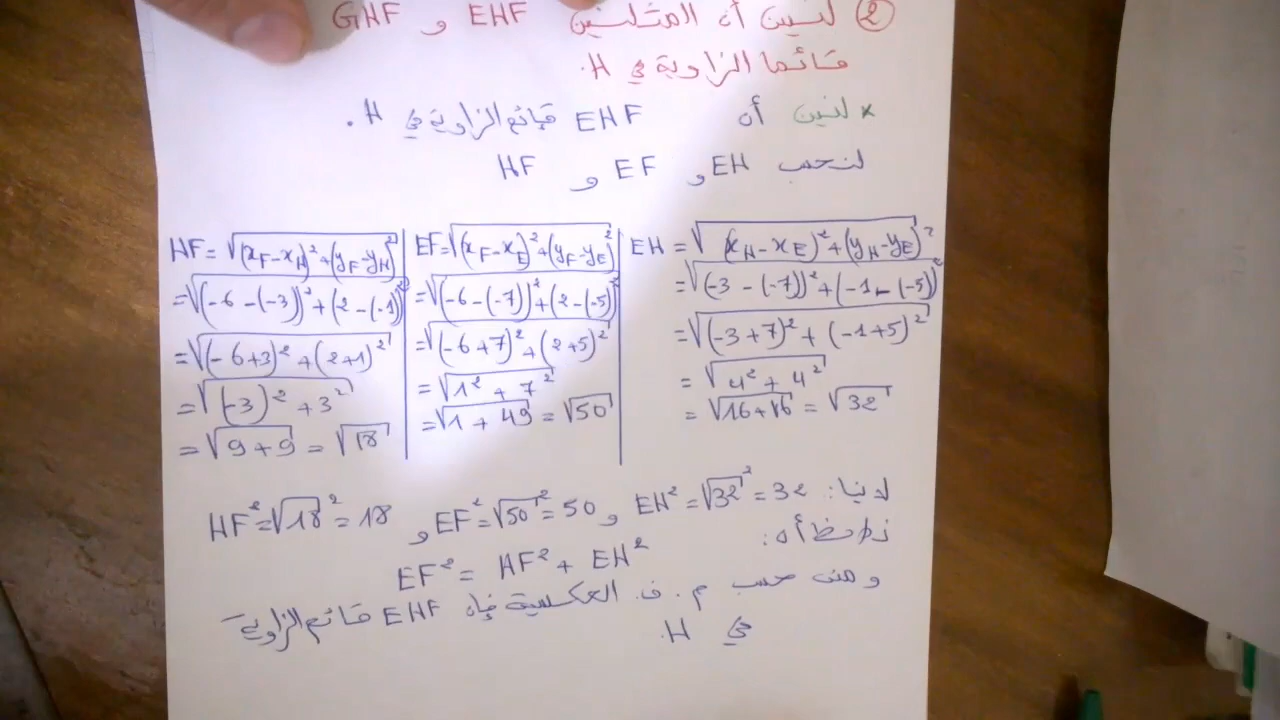 ② لنبين أن المثلثين EHF و GHF
قائما الزاوية في H.
× لنبين أن EHF قائم الزاوية في H.
لنحسب EH و EF و HF
EH = √(x_H - x_E)² + (y_H - y_E)²
= √(-3 - (-7))² + (-1 - (-5))²
= √(-3 + 7)² + (-1 + 5)²
= √4² + 4²
= √16 + 16 = √32
EF = √(x_F - x_E)² + (y_F - y_E)²
= √(-6 - (-7))² + (2 - (-5))²
= √(-6 + 7)² + (2 + 5)²
= √1² + 7²
= √1 + 49 = √50
HF = √(x_F - x_H)² + (y_F - y_H)²
= √(-6 - (-3))² + (2 - (-1))²
= √(-6 + 3)² + (2 + 1)²
= √(-3)² + 3²
= √9 + 9 = √18
لدينا: EH² = √32² = 32 و EF² = √50² = 50 و HF² = √18² = 18
نلاحظ أن:
EF² = HF² + EH²
ومنه حسب م. ف. العكسية فإن EHF قائم الزاوية
في H.